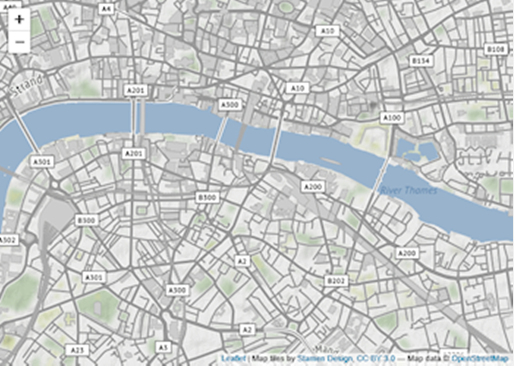 +
A4
A10
−
B134
B108
Strand
A201
A10
A300
A100
A201
A301
A200
River Thames
B300
B300
A302
A200
A2
A301
B202
A300
A2
A23
A3
Leaflet | Map tiles by Stamen Design, CC BY 3.0 — Map data © OpenStreetMap